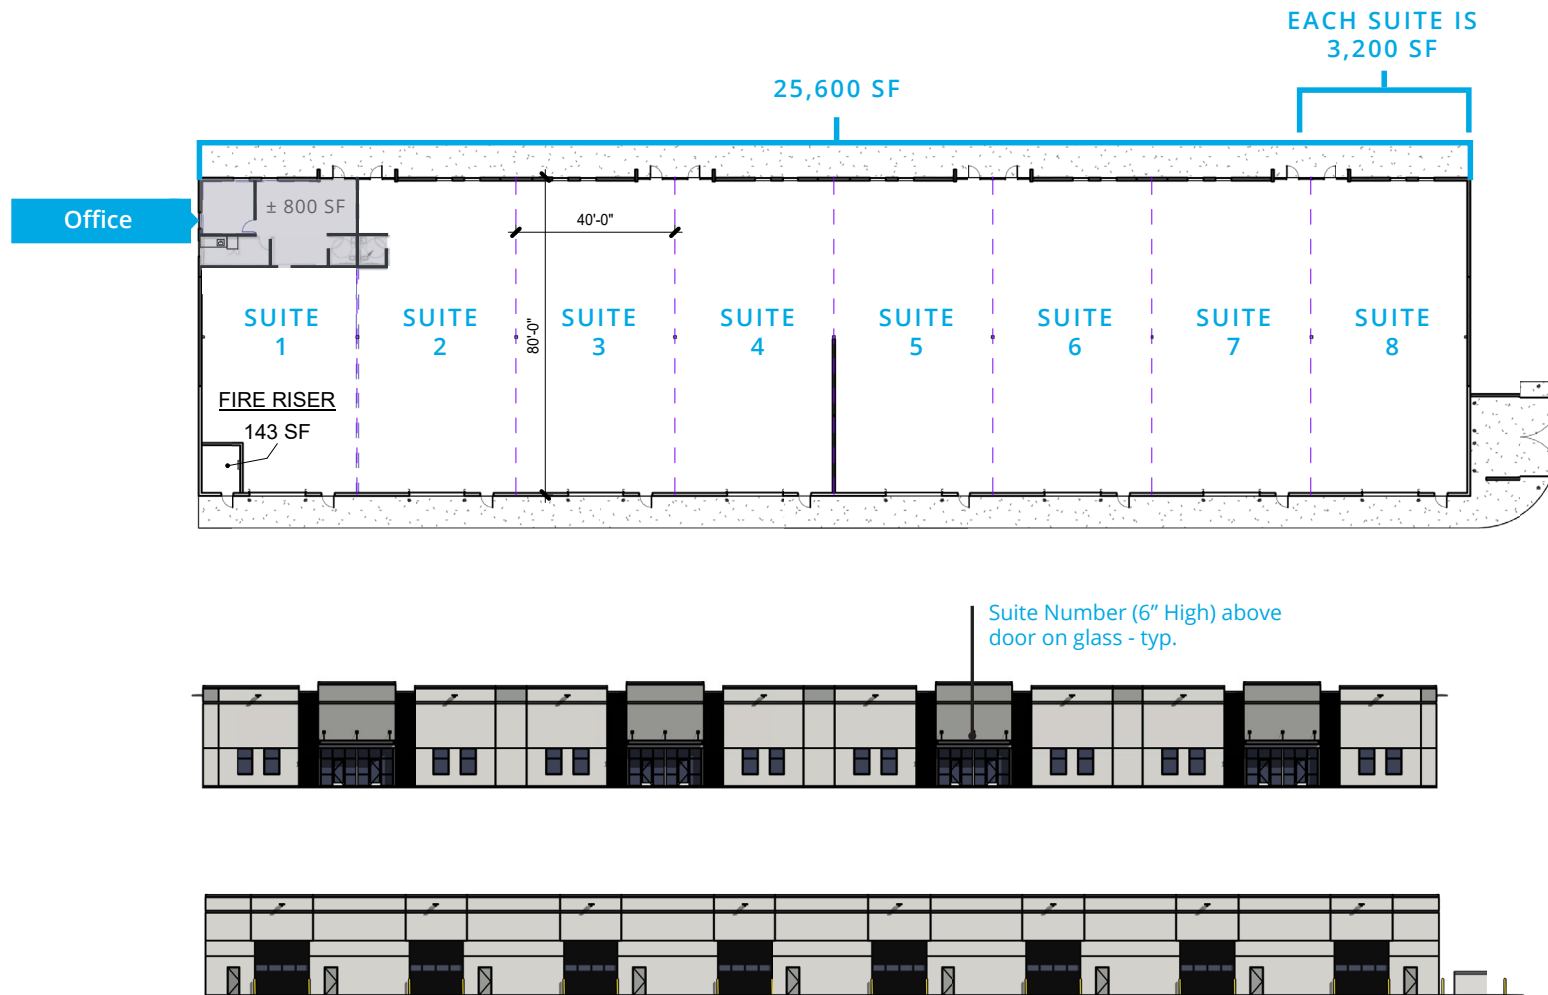 EACH SUITE IS
3,200 SF
25,600 SF
Office
± 800 SF
40'-0"
80'-0"
SUITE
1
SUITE
2
SUITE
3
SUITE
4
SUITE
5
SUITE
6
SUITE
7
SUITE
8
FIRE RISER
143 SF
Suite Number (6” High) above
door on glass - typ.